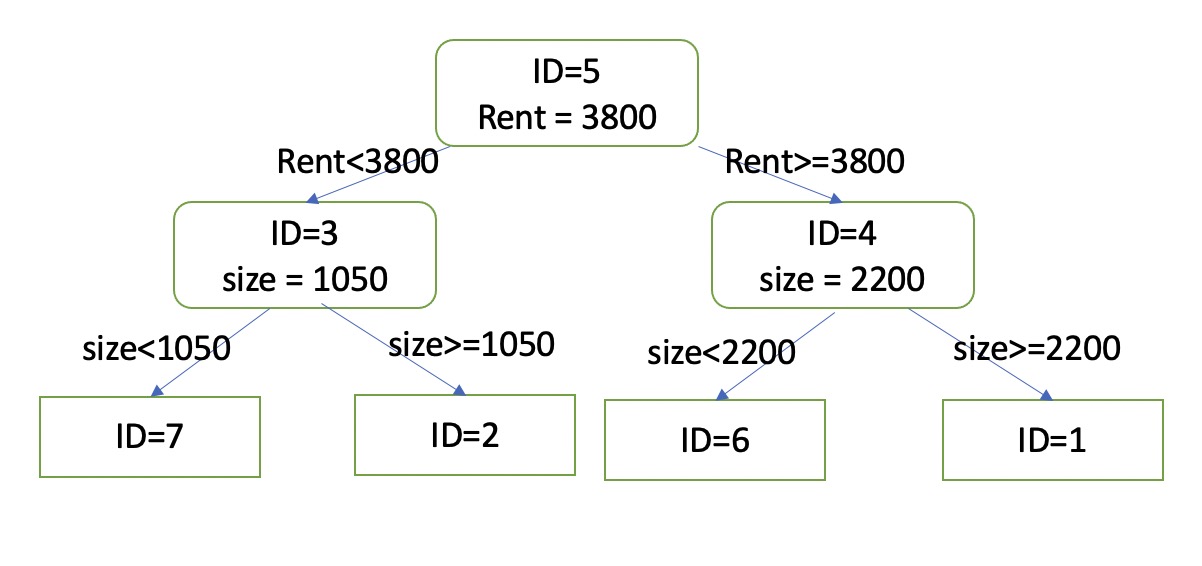 ID=5
Rent = 3800
Rent<3800
Rent>=3800
ID=3
size = 1050
ID=4
size = 2200
size<1050
size>=1050
size<2200
size>=2200
ID=7
ID=2
ID=6
ID=1